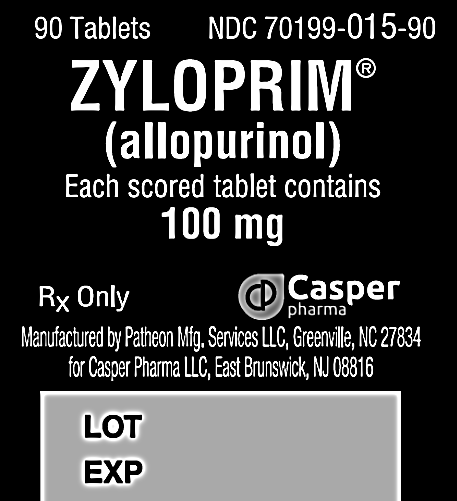 90 Tablets NDC 70199-015-90
ZYLOPRIM®
(allopurinol)
Each scored tablet contains
100 mg
Rx Only
Casper
pharma
Manufactured by Patheon Mfg. Services LLC, Greenville, NC 27834
for Casper Pharma LLC, East Brunswick, NJ 08816
LOT
EXP